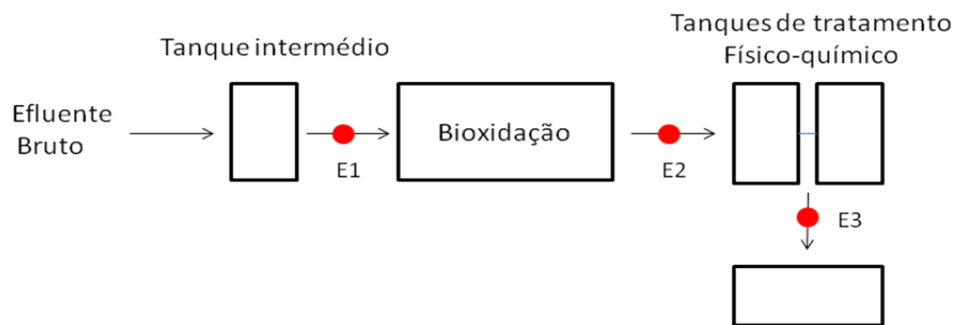 Tanques de tratamento
Físico-químico
Tanque intermédio
Efluente
Bruto
Bioxidação
E1
E2
E3